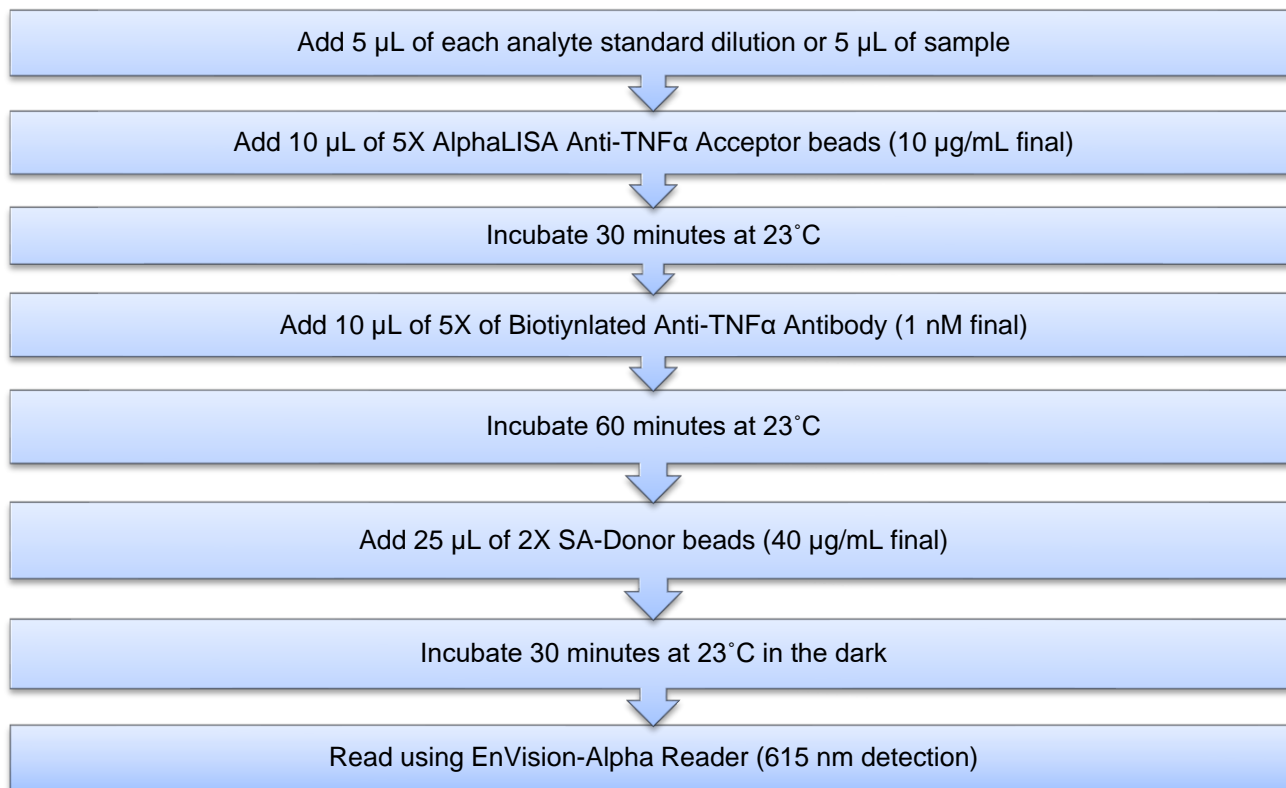 Add 5 µL of each analyte standard dilution or 5 µL of sample
Add 10 µL of 5X AlphaLISA Anti-TNFα Acceptor beads (10 µg/mL final)
Incubate 30 minutes at 23˚C
Add 10 µL of 5X of Biotiynlated Anti-TNFα Antibody (1 nM final)
Incubate 60 minutes at 23˚C
Add 25 µL of 2X SA-Donor beads (40 µg/mL final)
Incubate 30 minutes at 23˚C in the dark
Read using EnVision-Alpha Reader (615 nm detection)